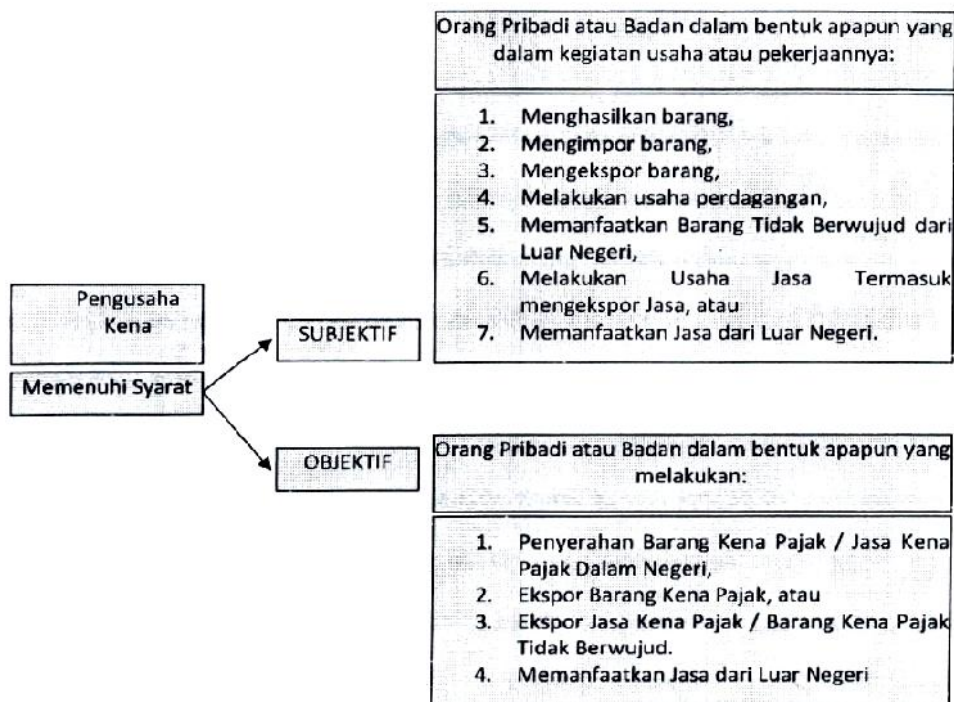 Orang Pribadi atau Badan dalam bentuk apapun yang
dalam kegiatan usaha atau pekerjaannya:
1. Menghasilkan barang,
2. Mengimpor barang,
3. Mengekspor barang,
4. Melakukan usaha perdagangan,
5. Memanfaatkan Barang Tidak Berwujud dari
Luar Negeri,
6. Melakukan Usaha Jasa Termasuk
mengekspor Jasa, atau
7. Memanfaatkan Jasa dari Luar Negeri.
Pengusaha
Kena
Memenuhi Syarat
SUBJEKTIF
OBJEKTIF
Orang Pribadi atau Badan dalam bentuk apapun yang
melakukan:
1. Penyerahan Barang Kena Pajak / Jasa Kena
Pajak Dalam Negeri,
2. Ekspor Barang Kena Pajak, atau
3. Ekspor Jasa Kena Pajak / Barang Kena Pajak
Tidak Berwujud.
4. Memanfaatkan Jasa dari Luar Negeri